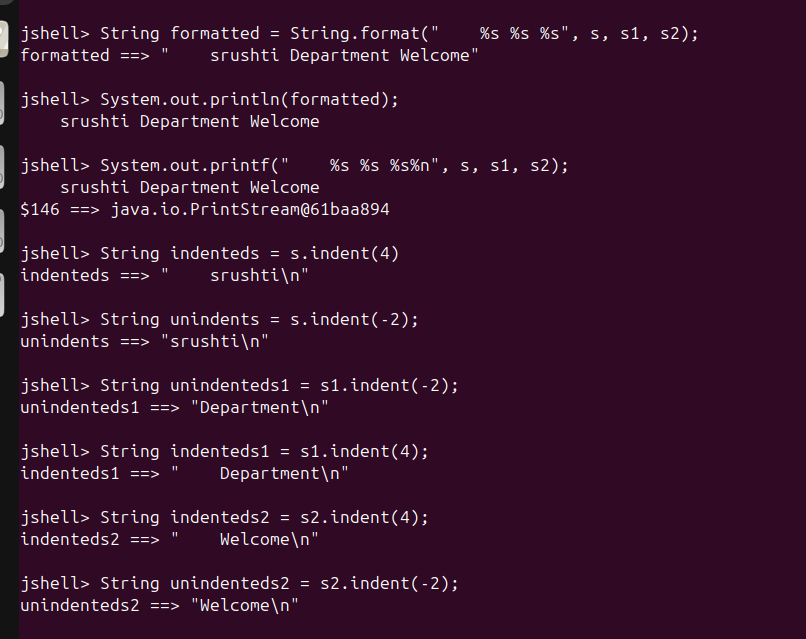 jshell> String formatted = String.format("    %s %s %s", s, s1, s2);
formatted ==> "    srushti Department Welcome"
jshell> System.out.println(formatted);
    srushti Department Welcome
jshell> System.out.printf("    %s %s %s%n", s, s1, s2);
    srushti Department Welcome
$146 ==> java.io.PrintStream@61baa894
jshell> String indenteds = s.indent(4)
indenteds ==> "    srushti\n"
jshell> String unindents = s.indent(-2);
unindents ==> "srushti\n"
jshell> String unindenteds1 = s1.indent(-2);
unindenteds1 ==> "Department\n"
jshell> String indenteds1 = s1.indent(4);
indenteds1 ==> "    Department\n"
jshell> String indenteds2 = s2.indent(4);
indenteds2 ==> "    Welcome\n"
jshell> String unindenteds2 = s2.indent(-2);
unindenteds2 ==> "Welcome\n"